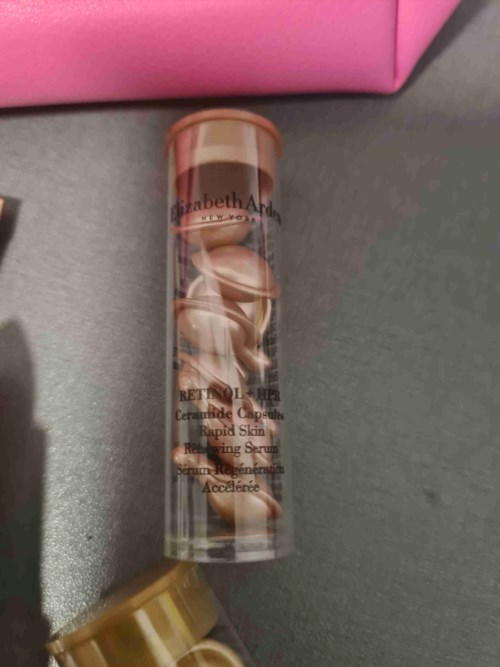 Elizabeth Arden
NEW YORK
RETINOL + HPR
Ceramide Capsules
Rapid Skin
Renewing Serum
Sérum Régénération
Accélérée